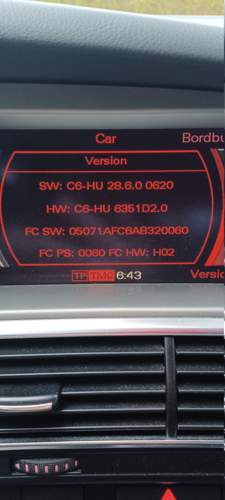 Car Bordbu
Version
SW: C6-HU 28.6.0 0620
HW: C6-HU 6351D2.0
FC SW: 05071AFC6AB320060
FC PS: 0060 FC HW: H02
TP TMC 6:43 Versio